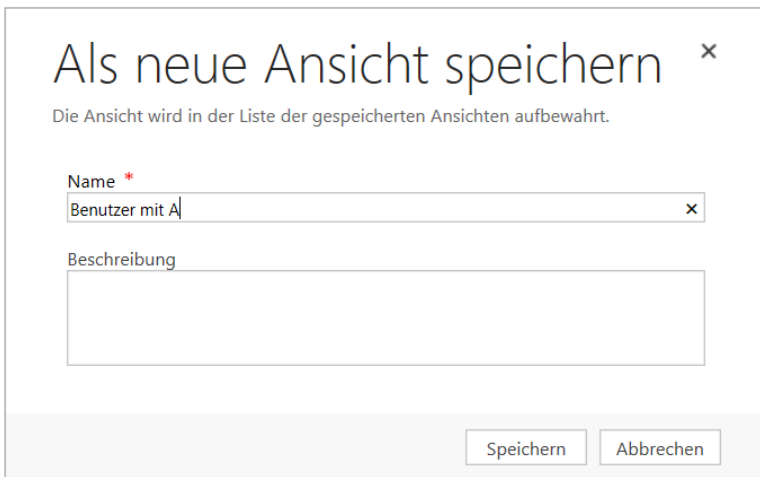 Als neue Ansicht speichern
Die Ansicht wird in der Liste der gespeicherten Ansichten aufbewahrt.
Name *
Benutzer mit A
Beschreibung
Speichern Abbrechen